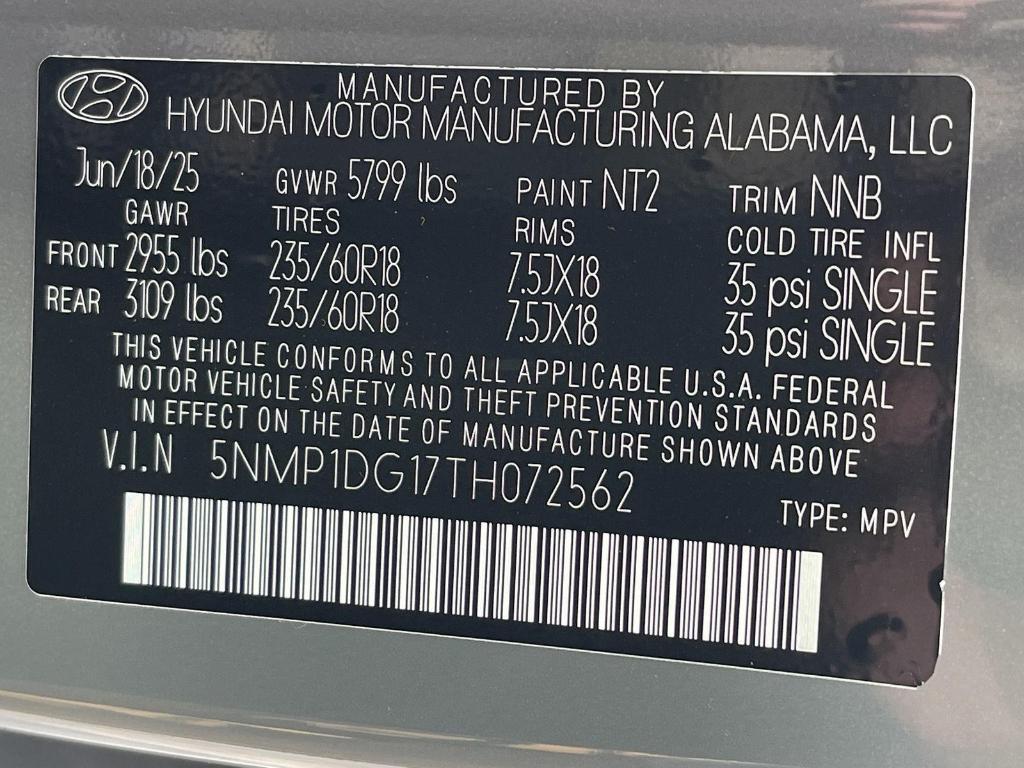 MANUFACTURED BY
HYUNDAI MOTOR MANUFACTURING ALABAMA, LLC
Jun/18/25 GVWR 5799 lbs PAINT NT2 TRIM NNB
GAWR TIRES RIMS COLD TIRE INFL
FRONT 2955 lbs 235/60R18 7.5JX18 35 psi SINGLE
REAR 3109 lbs 235/60R18 7.5JX18 35 psi SINGLE
THIS VEHICLE CONFORMS TO ALL APPLICABLE U.S.A. FEDERAL
MOTOR VEHICLE SAFETY AND THEFT PREVENTION STANDARDS
IN EFFECT ON THE DATE OF MANUFACTURE SHOWN ABOVE
V.I.N 5NMP1DG17TH072562
TYPE: MPV